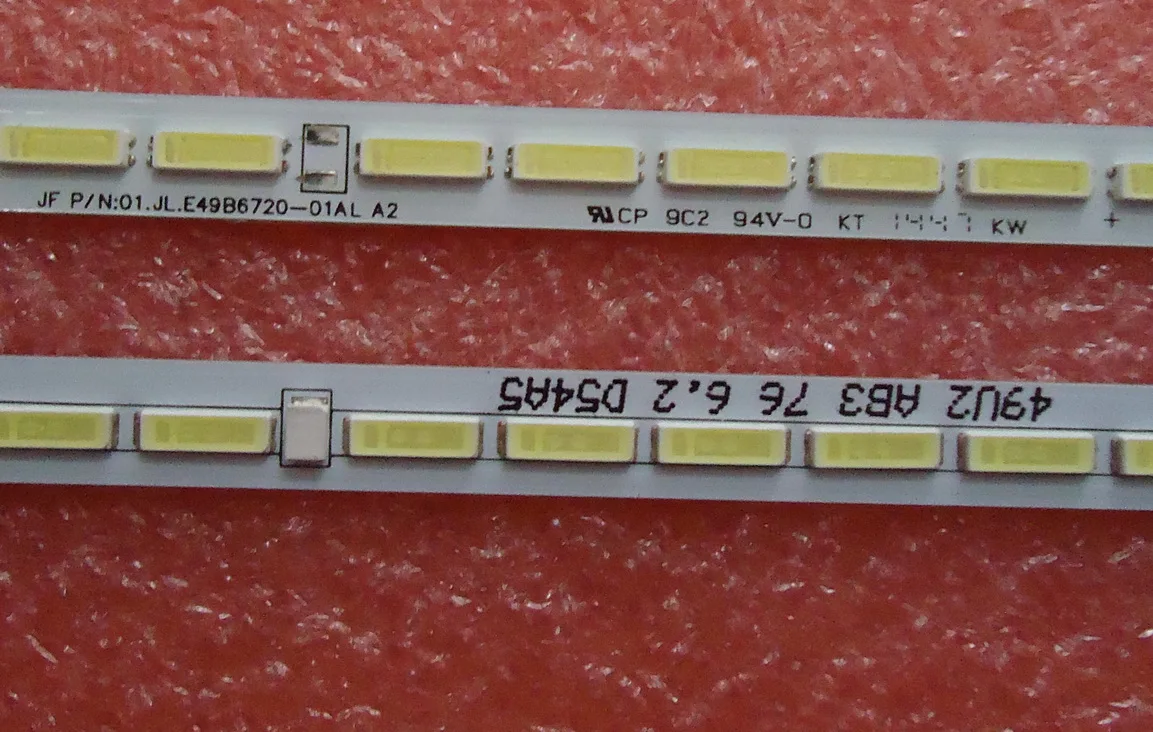 JF P/N:01.JL.E49B6720-01AL A2
CP 9C2 94V-0 KT KW +
49U2 AB3 76 6.2 D54A5